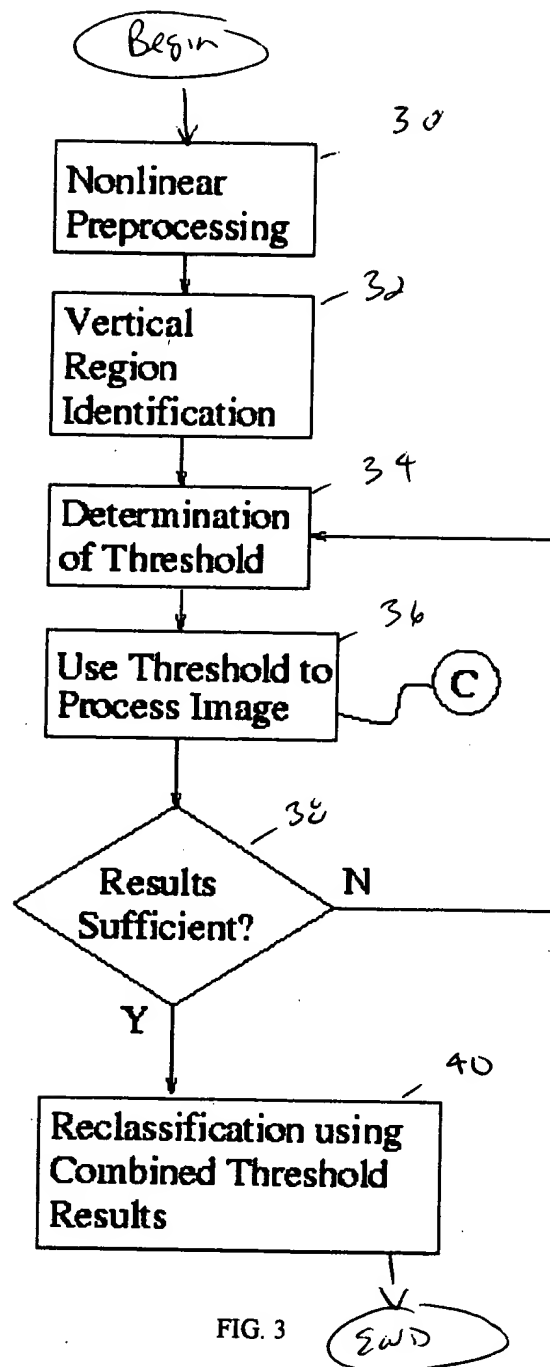 Begin
30
Nonlinear
Preprocessing
32
Vertical
Region
Identification
34
Determination
of Threshold
36
Use Threshold to
Process Image
C
38
Results
Sufficient?
N
Y
40
Reclassification using
Combined Threshold
Results
FIG. 3
END